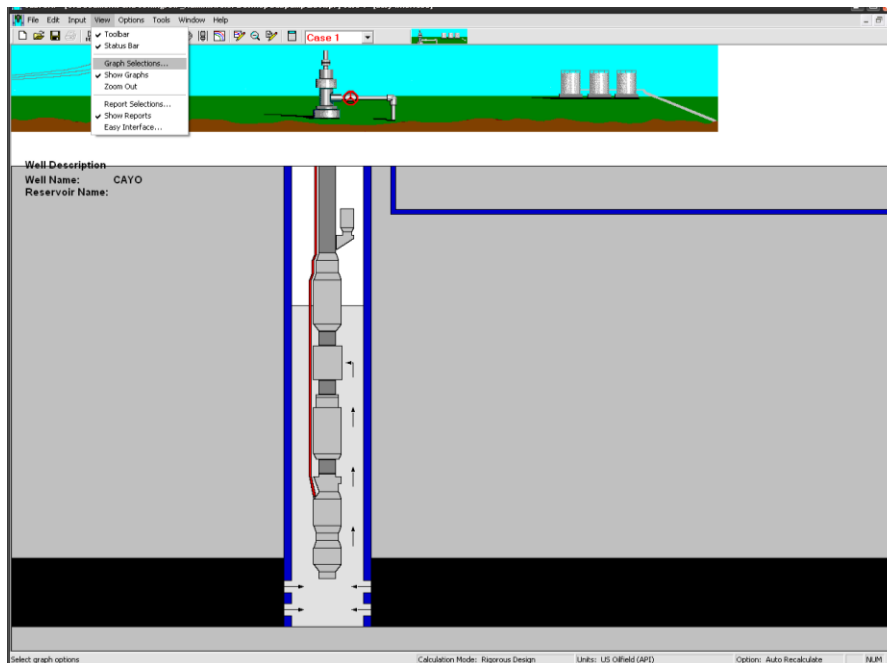 File Edit Input View Options Tools Window Help
Case 1
Toolbar
Status Bar
Graph Selections...
Show Graphs
Zoom Out
Report Selections...
Show Reports
Easy Interface...
Well Description
Well Name: CAYO
Reservoir Name:
Select graph options
Calculation Mode: Rigorous Design
Units: US Oilfield (API)
Option: Auto Recalculate
NUM